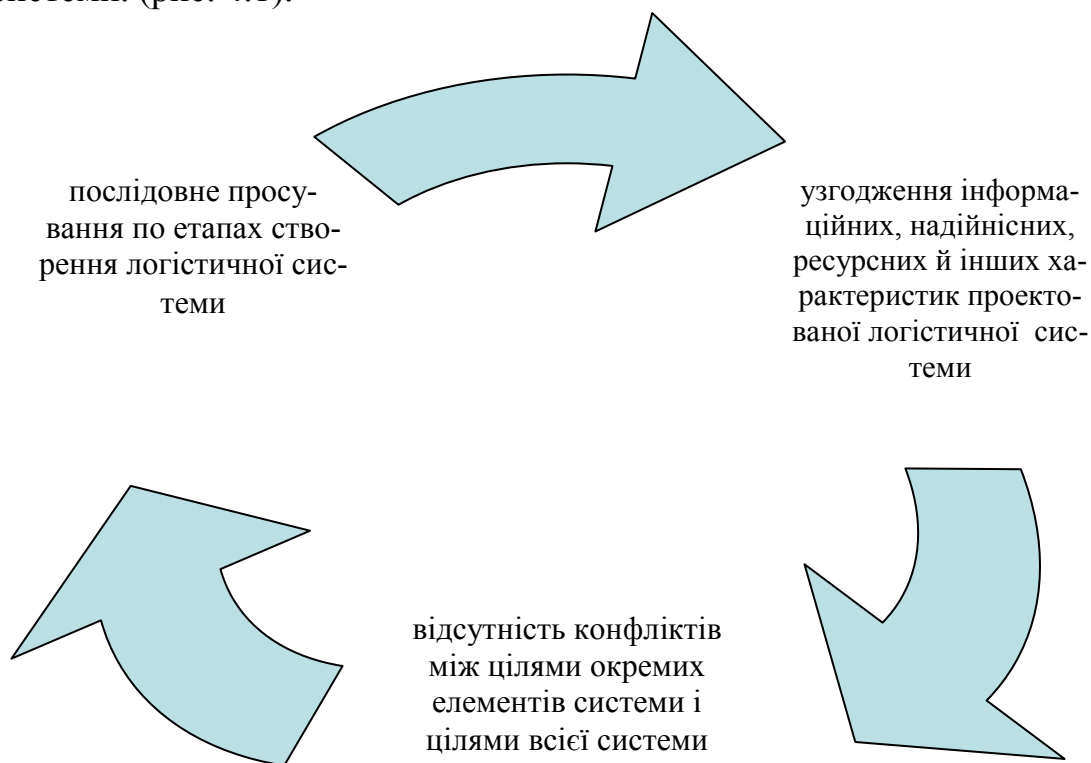 системи. (рис. 4.1).
послідовне просу-
вання по етапах ство-
рення логістичної сис-
теми
узгодження інформа-
ційних, надійнісних,
ресурсних й інших ха-
рактеристик проекто-
ваної логістичної сис-
теми
відсутність конфліктів
між цілями окремих
елементів системи і
цілями всієї системи